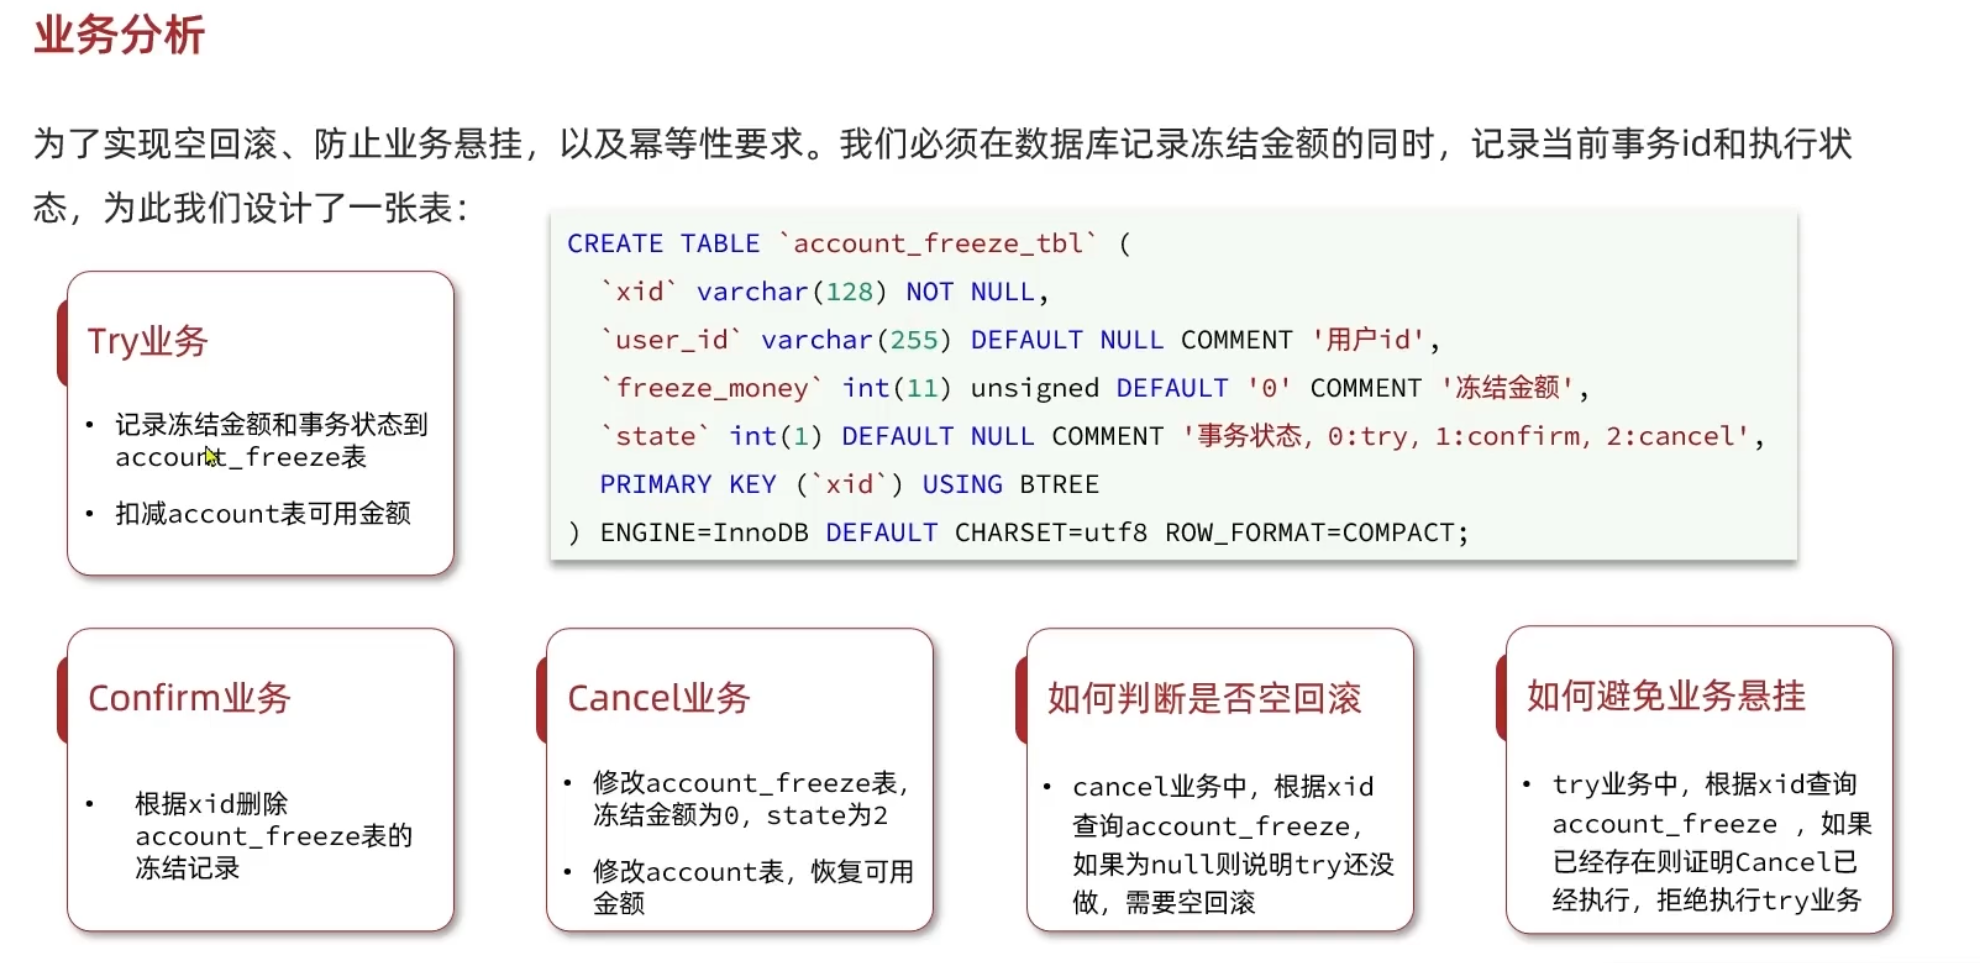 业务分析
为了实现空回滚、防止业务悬挂，以及幂等性要求。我们必须在数据库记录冻结金额的同时，记录当前事务id和执行状
态，为此我们设计了一张表：
CREATE TABLE `account_freeze_tbl` (
`xid` varchar(128) NOT NULL,
`user_id` varchar(255) DEFAULT NULL COMMENT '用户id',
`freeze_money` int(11) unsigned DEFAULT '0' COMMENT '冻结金额',
`state` int(1) DEFAULT NULL COMMENT '事务状态，0:try，1:confirm，2:cancel',
PRIMARY KEY (`xid`) USING BTREE
) ENGINE=InnoDB DEFAULT CHARSET=utf8 ROW_FORMAT=COMPACT;
Try业务
• 记录冻结金额和事务状态到
account_freeze表
• 扣减account表可用金额
Confirm业务
• 根据xid删除
account_freeze表的
冻结记录
Cancel业务
• 修改account_freeze表，
冻结金额为0，state为2
• 修改account表，恢复可用
金额
如何判断是否空回滚
• cancel业务中，根据xid
查询account_freeze，
如果为null则说明try还没
做，需要空回滚
如何避免业务悬挂
• try业务中，根据xid查询
account_freeze ，如果
已经存在则证明Cancel已
经执行，拒绝执行try业务